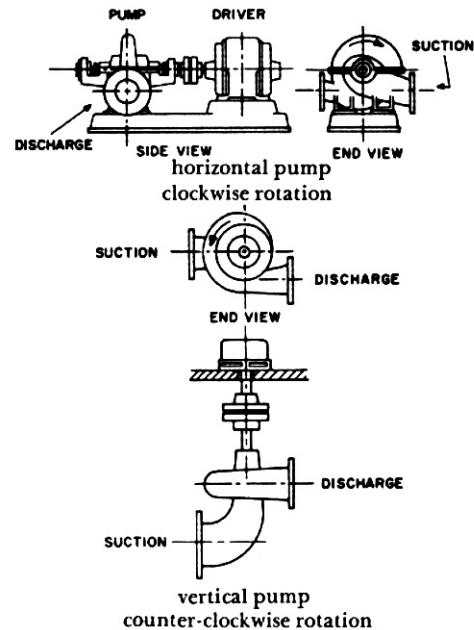 PUMP
DRIVER
SUCTION
DISCHARGE
SIDE VIEW
END VIEW
horizontal pump
clockwise rotation
SUCTION
DISCHARGE
END VIEW
DISCHARGE
SUCTION
vertical pump
counter-clockwise rotation